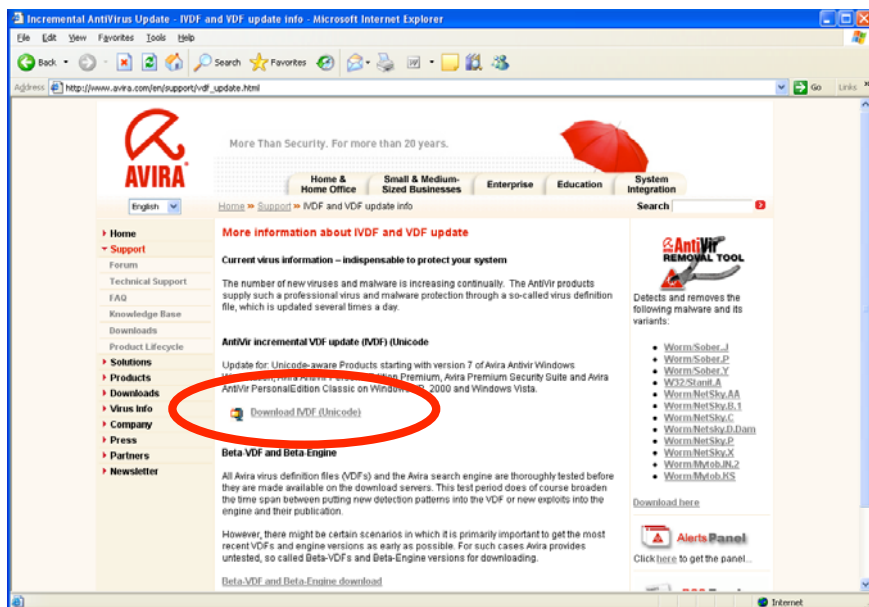 Incremental AntiVirus Update - IVDF and VDF update info - Microsoft Internet Explorer
File Edit View Favorites Tools Help
Back Search Favorites
Address http://www.avira.com/en/support/vdf_update.html Go Links »
AVIRA
More Than Security. For more than 20 years.
Home & Home Office
Small & Medium-Sized Businesses
Enterprise
Education
System Integration
English
Home » Support » IVDF and VDF update info
Search
Home
Support
Forum
Technical Support
FAQ
Knowledge Base
Downloads
Product Lifecycle
Solutions
Products
Downloads
Virus Info
Company
Press
Partners
Newsletter
More information about IVDF and VDF update
Current virus information – indispensable to protect your system
The number of new viruses and malware is increasing continually. The AntiVir products
supply such a professional virus and malware protection through a so-called virus definition
file, which is updated several times a day.
AntiVir incremental VDF update (IVDF) (Unicode
Update for: Unicode-aware Products starting with version 7 of Avira Antivir Windows
Premium, Avira Premium Security Suite and Avira
AntiVir PersonalEdition Classic on Windows 2000 and Windows Vista.
Download IVDF (Unicode)
Beta-VDF and Beta-Engine
All Avira virus definition files (VDFs) and the Avira search engine are thoroughly tested before
they are made available on the download servers. This test period does of course broaden
the time span between putting new detection patterns into the VDF or new exploits into the
engine and their publication.
However, there might be certain scenarios in which it is primarily important to get the most
recent VDFs and engine versions as early as possible. For such cases Avira provides
untested, so called Beta-VDFs and Beta-Engine versions for downloading.
Beta-VDF and Beta-Engine download
AntiVir
REMOVAL TOOL
Detects and removes the
following malware and its
variants:
Worm/Sober.J
Worm/Sober.P
Worm/Sober.Y
W32/Stanit.A
Worm/NetSky.AA
Worm/NetSky.B.1
Worm/NetSky.C
Worm/Netsky.D.Dam
Worm/NetSky.P
Worm/NetSky.X
Worm/Mytob.IN.2
Worm/Mytob.KS
Download here
AlertsPanel
Click here to get the panel...
Internet